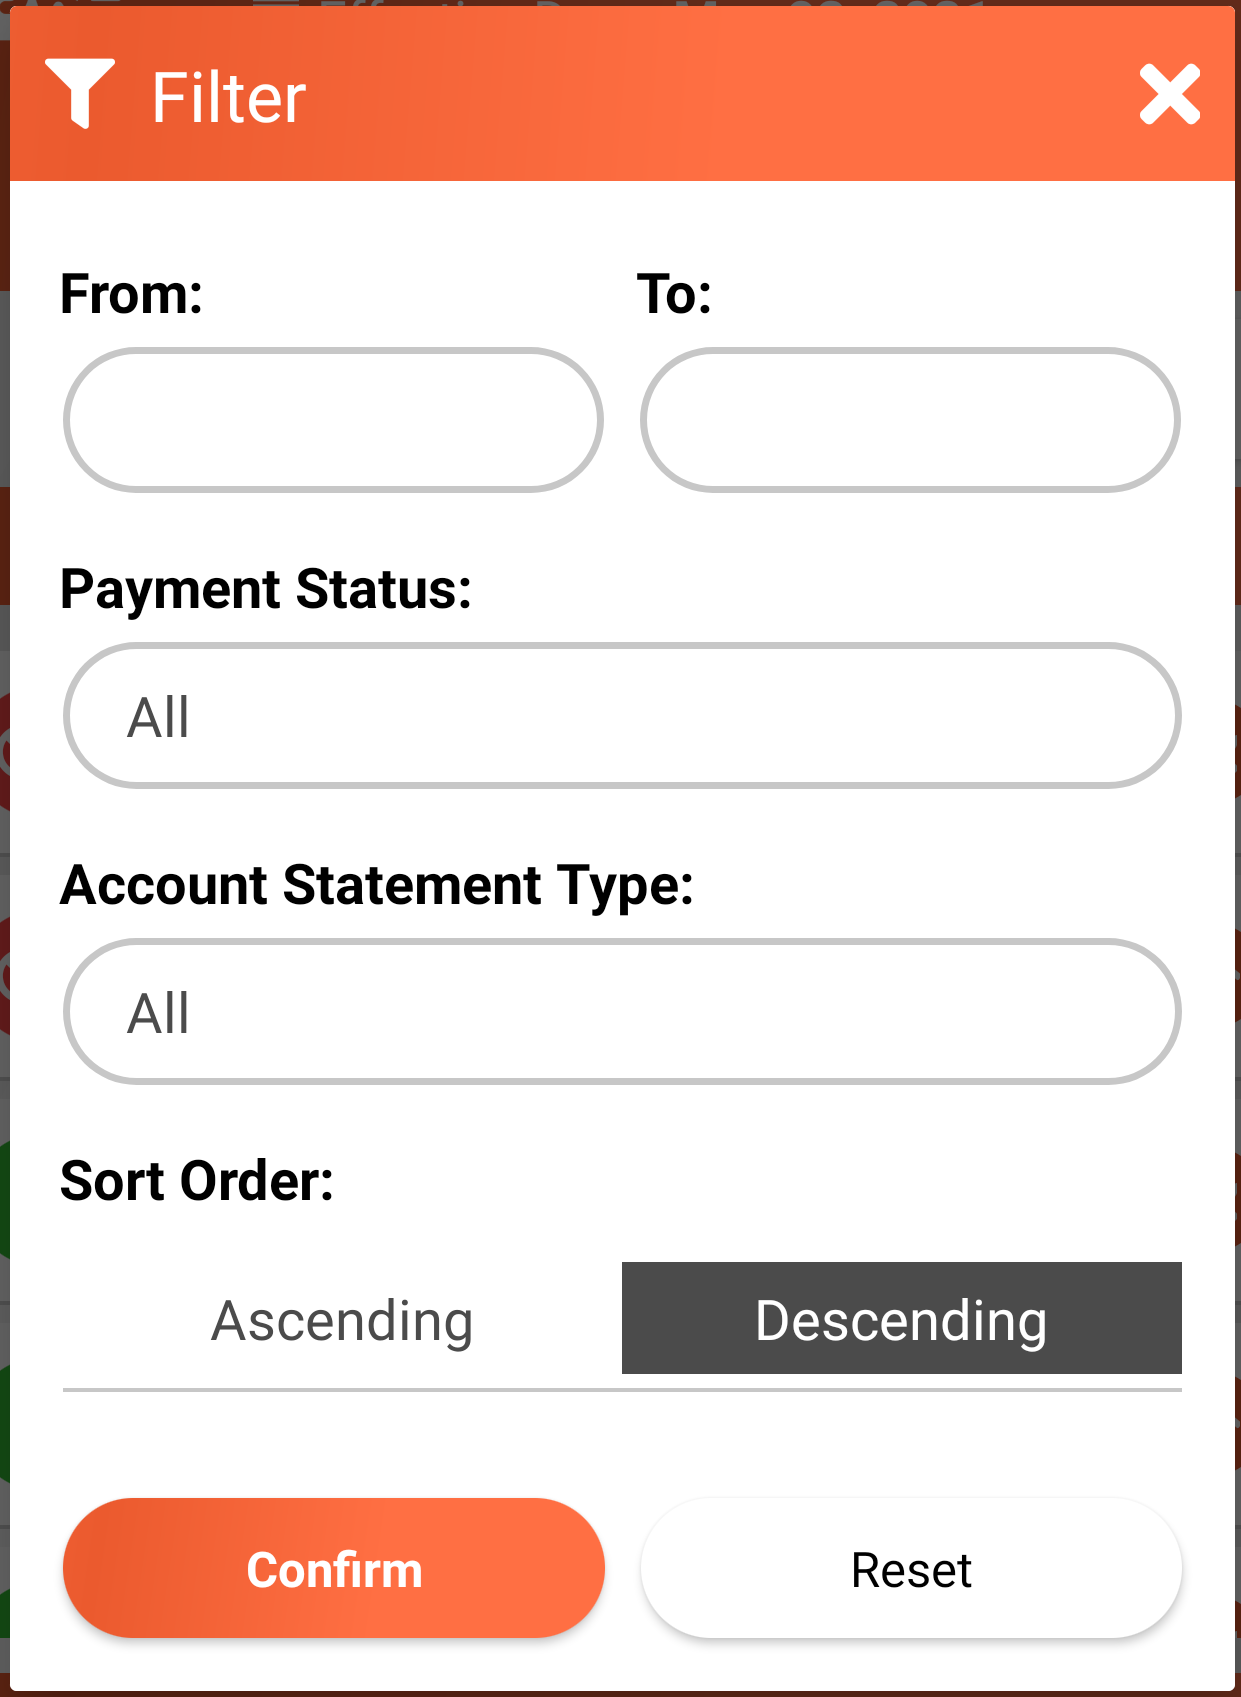 Filter
From: To:
Payment Status:
All
Account Statement Type:
All
Sort Order:
Ascending Descending
Confirm Reset